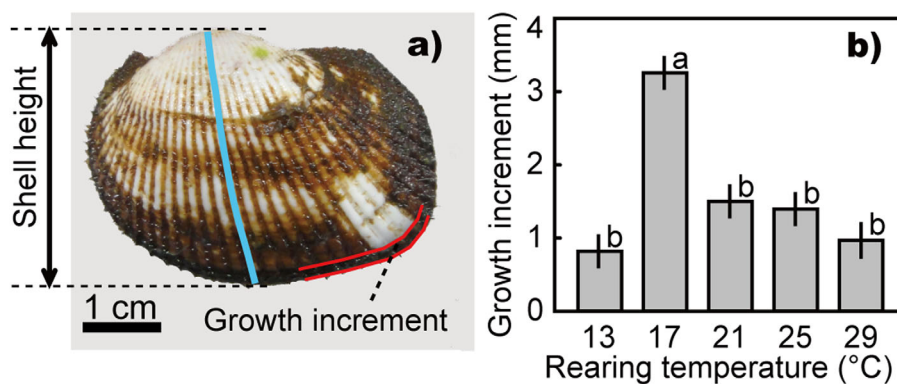 a)
Shell height
1 cm
Growth increment
b)
Growth increment (mm)
4
3
2
1
0
a
b
b
b
b
13 17 21 25 29
Rearing temperature (°C)